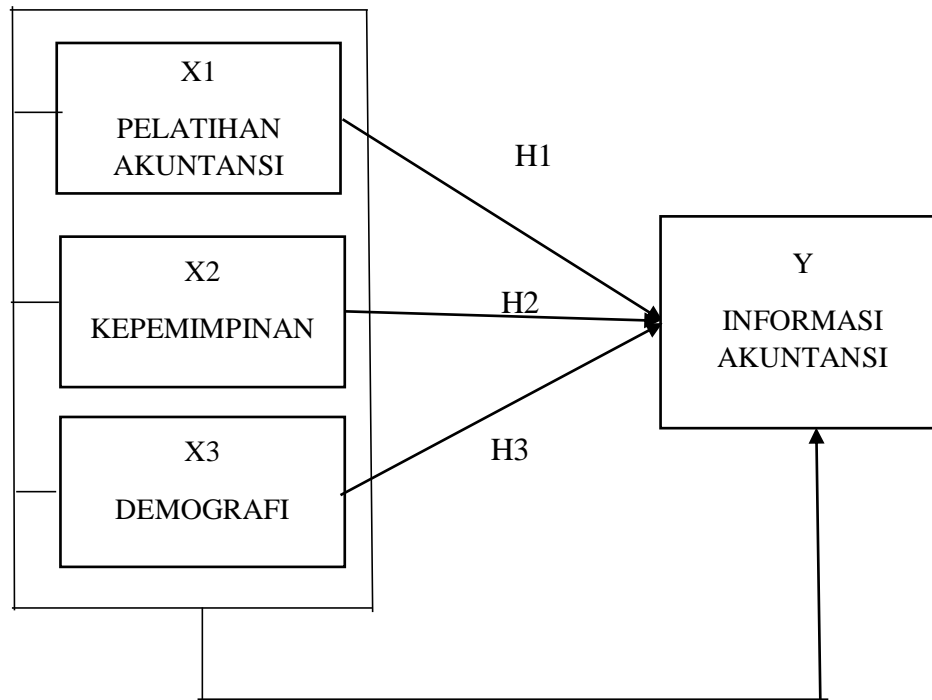 X1
PELATIHAN
AKUNTANSI
H1
X2
KEPEMIMPINAN
H2
X3
DEMOGRAFI
H3
Y
INFORMASI
AKUNTANSI